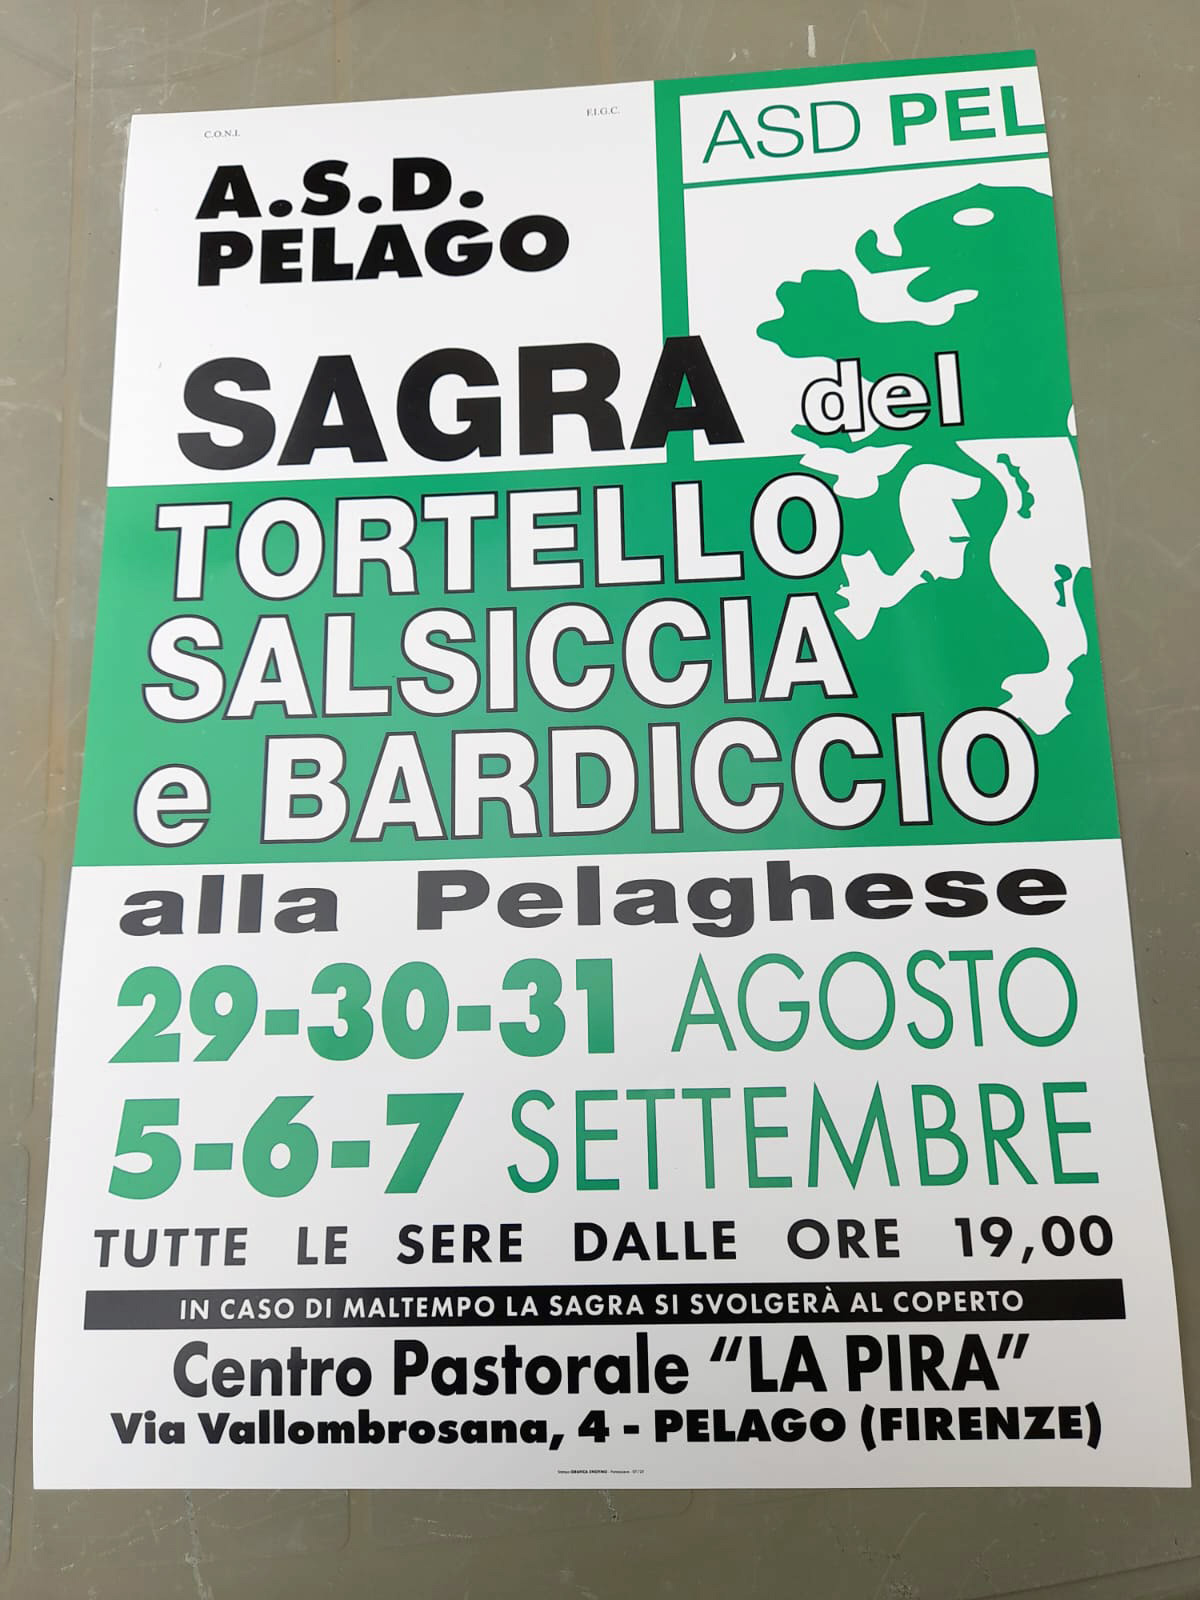 C.O.N.I.
F.I.G.C.
A.S.D.
PELAGO
ASD PEL
SAGRA del
TORTELLO
SALSICCIA
e BARDICCIO
alla Pelaghese
29-30-31 AGOSTO
5-6-7 SETTEMBRE
TUTTE LE SERE DALLE ORE 19,00
IN CASO DI MALTEMPO LA SAGRA SI SVOLGERÀ AL COPERTO
Centro Pastorale "LA PIRA"
Via Vallombrosana, 4 - PELAGO (FIRENZE)